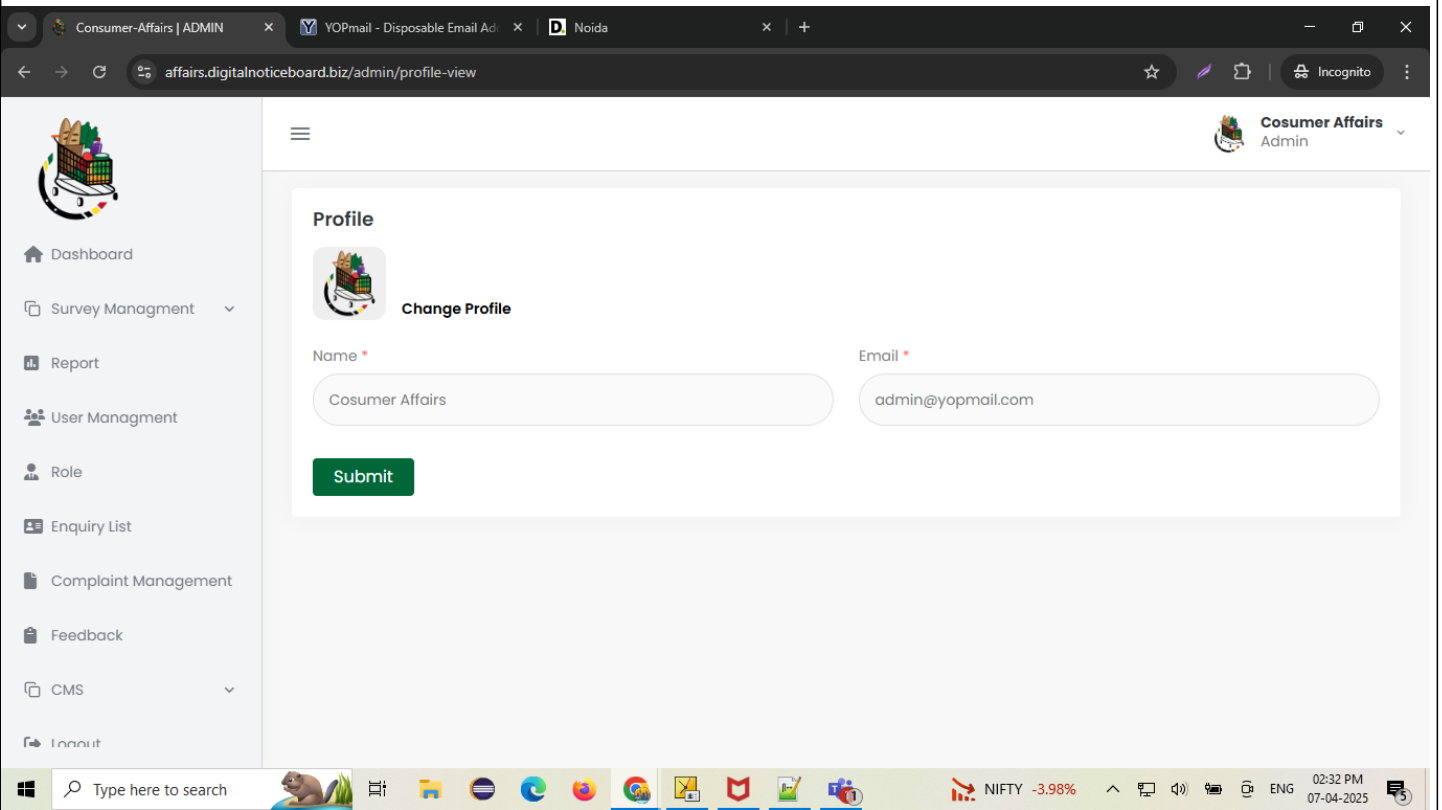 Consumer-Affairs | ADMIN
YOPmail - Disposable Email Ad
D. Noida
affairs.digitalnoticeboard.biz/admin/profile-view
Incognito
Cosumer Affairs
Admin
Dashboard
Survey Managment
Report
User Managment
Role
Enquiry List
Complaint Management
Feedback
CMS
Logout
Profile
Change Profile
Name *
Email *
Cosumer Affairs
admin@yopmail.com
Submit
Type here to search
1
NIFTY -3.98%
ENG
02:32 PM
07-04-2025
5